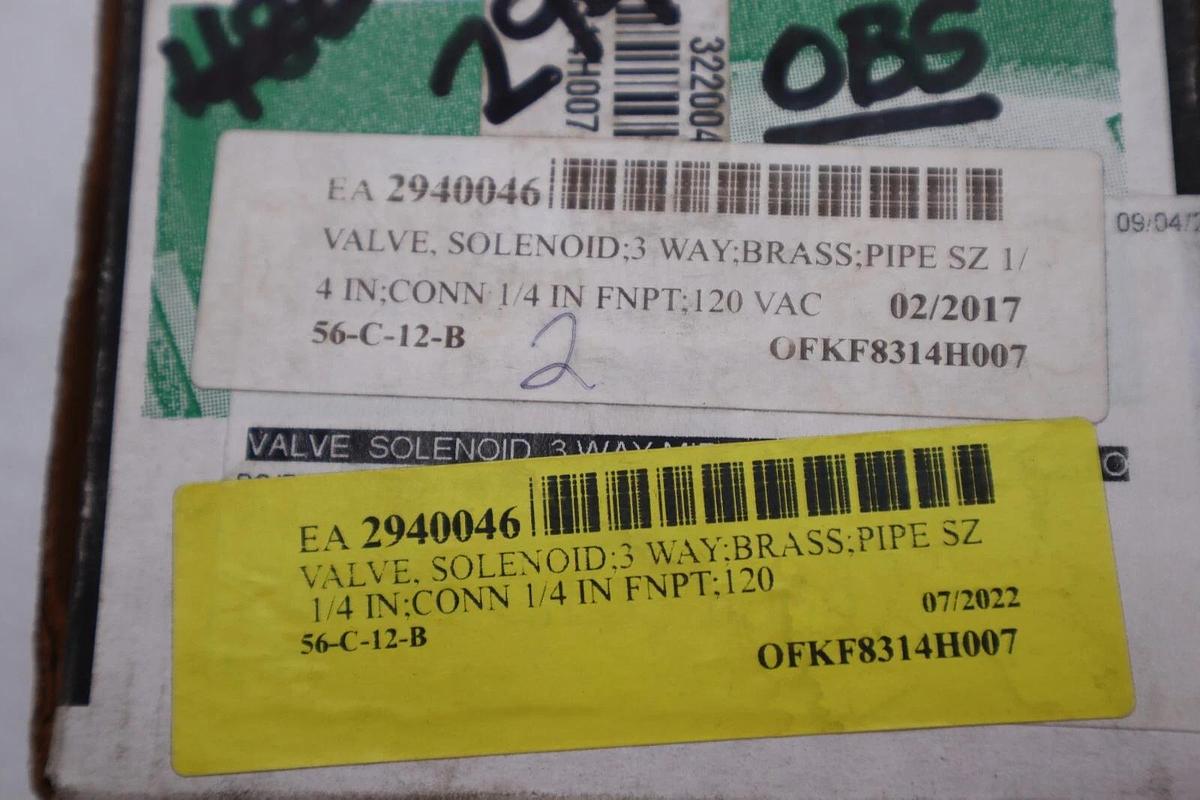 OBS
322004
4H007
EA 2940046
VALVE, SOLENOID;3 WAY;BRASS;PIPE SZ 1/
4 IN;CONN 1/4 IN FNPT;120 VAC 02/2017
56-C-12-B OFKF8314H007
2
09/04/2
VALVE SOLENOID 3 WAY
EA 2940046
VALVE, SOLENOID;3 WAY;BRASS;PIPE SZ
1/4 IN;CONN 1/4 IN FNPT;120
07/2022
56-C-12-B
OFKF8314H007